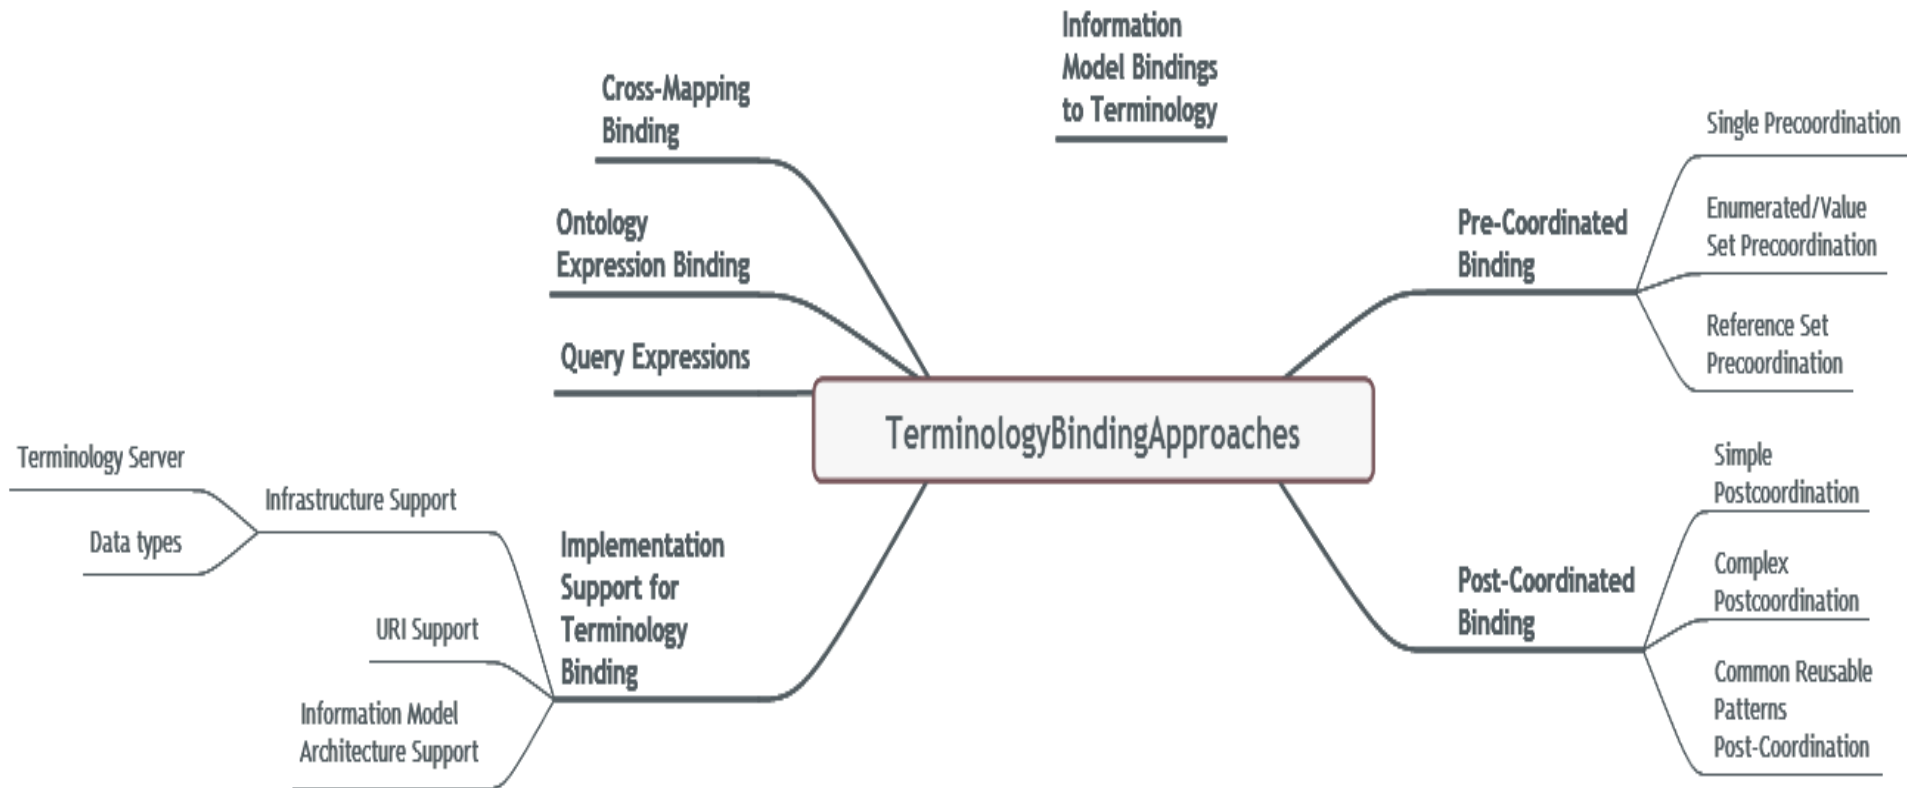 Information
Model Bindings
to Terminology
Cross-Mapping
Binding
Ontology
Expression Binding
Query Expressions
TerminologyBindingApproaches
Pre-Coordinated
Binding
Single Precoordination
Enumerated/Value
Set Precoordination
Reference Set
Precoordination
Post-Coordinated
Binding
Simple
Postcoordination
Complex
Postcoordination
Common Reusable
Patterns
Post-Coordination
Implementation
Support for
Terminology
Binding
Infrastructure Support
Terminology Server
Data types
URI Support
Information Model
Architecture Support